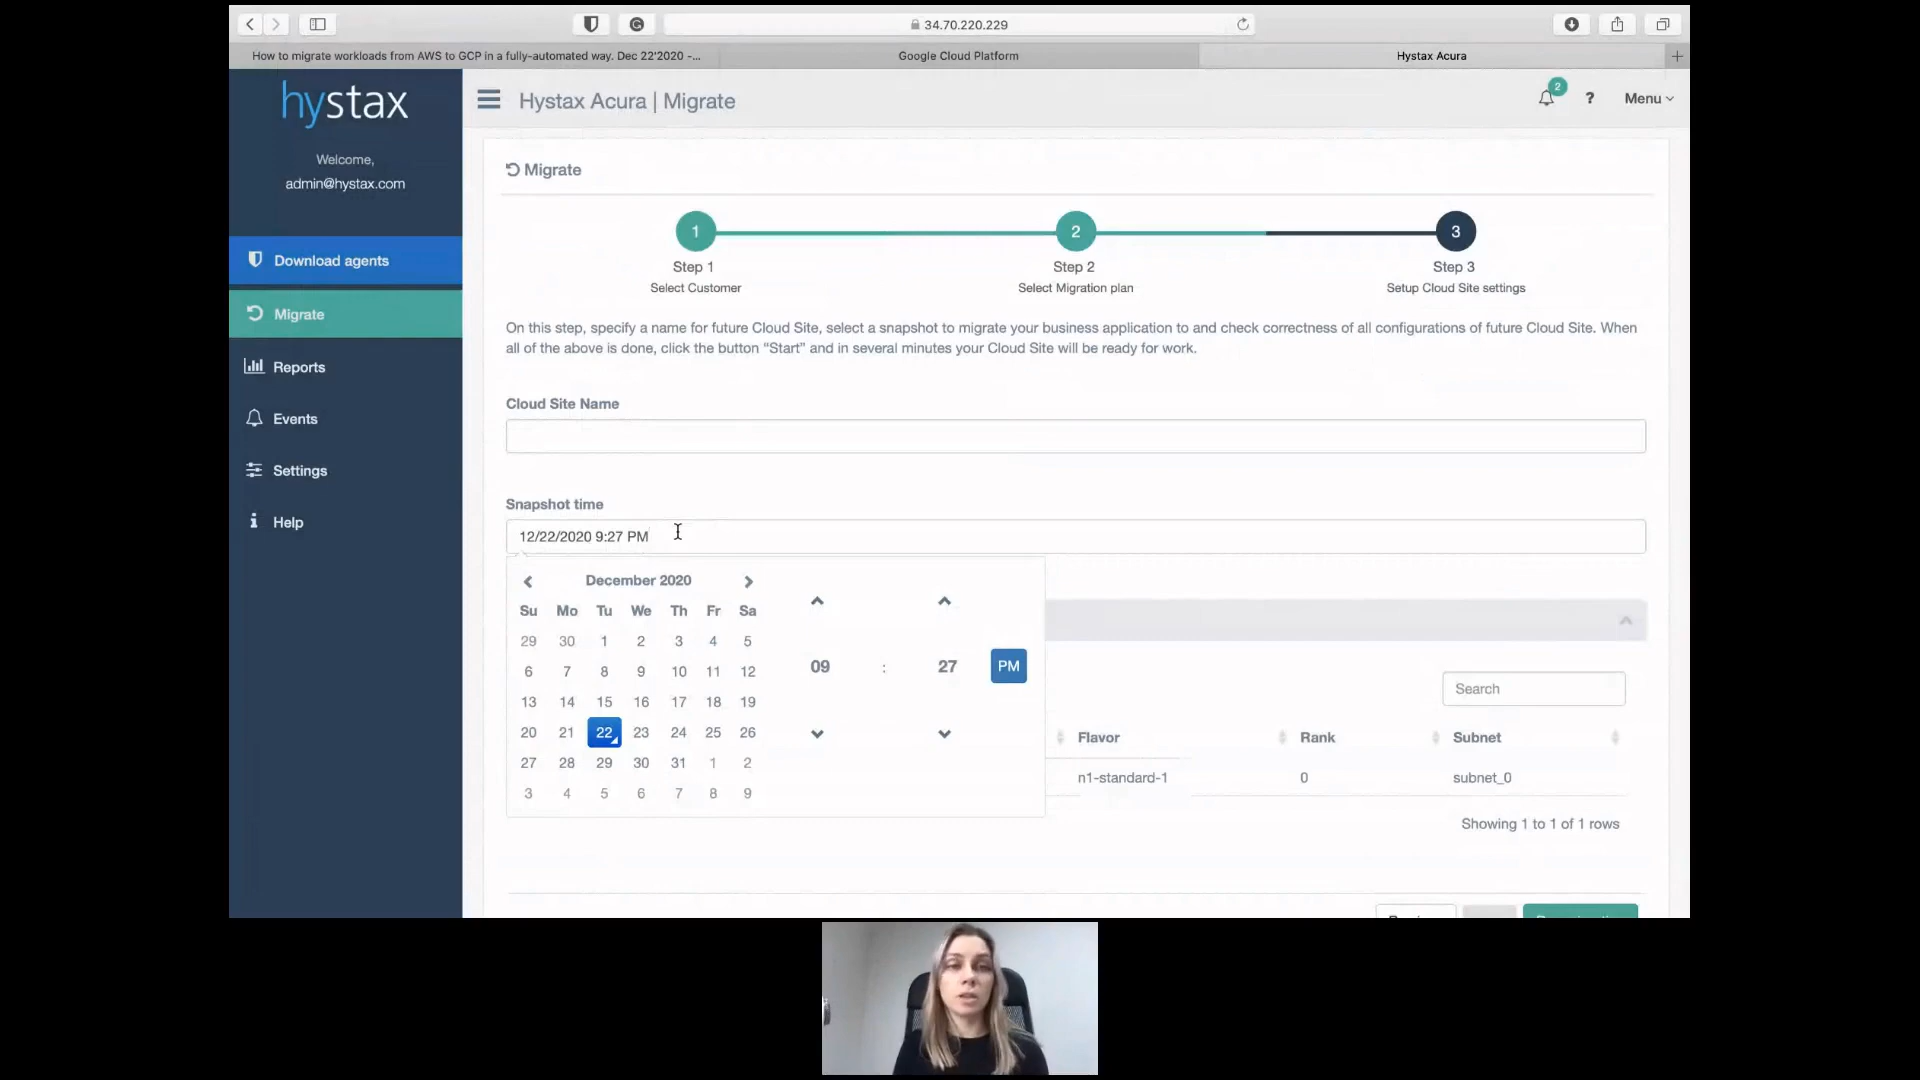 34.70.220.229
How to migrate workloads from AWS to GCP in a fully-automated way. Dec 22'2020 -...
Google Cloud Platform
Hystax Acura
hystax
Welcome,
admin@hystax.com
Download agents
Migrate
Reports
Events
Settings
Help
Hystax Acura | Migrate
2
?
Menu
Migrate
1
2
3
Step 1
Step 2
Step 3
Select Customer
Select Migration plan
Setup Cloud Site settings
On this step, specify a name for future Cloud Site, select a snapshot to migrate your business application to and check correctness of all configurations of future Cloud Site. When
all of the above is done, click the button "Start" and in several minutes your Cloud Site will be ready for work.
Cloud Site Name
Snapshot time
12/22/2020 9:27 PM
December 2020
Su Mo Tu We Th Fr Sa
29 30 1 2 3 4 5
6 7 8 9 10 11 12
13 14 15 16 17 18 19
20 21 22 23 24 25 26
27 28 29 30 31 1 2
3 4 5 6 7 8 9
09 : 27 PM
Search
Flavor Rank Subnet
n1-standard-1 0 subnet_0
Showing 1 to 1 of 1 rows